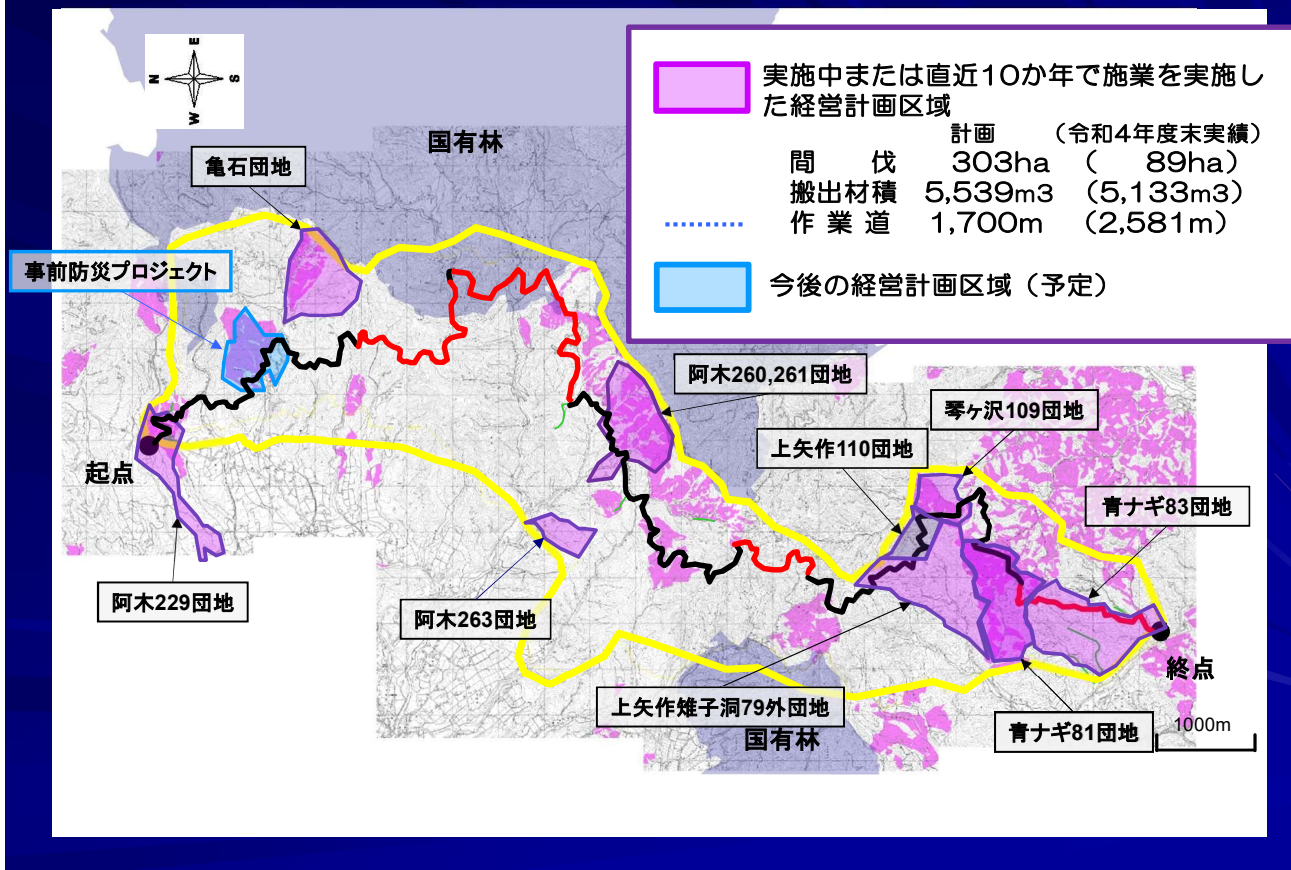 E
N
S
W
実施中または直近10か年で施業を実施し
た経営計画区域
計画 (令和4年度末実績)
間 伐 303ha ( 89ha)
搬出材積 5,539m3 (5,133m3)
作業道 1,700m (2,581m)
今後の経営計画区域(予定)
国有林
亀石団地
事前防災プロジェクト
阿木260,261団地
琴ヶ沢109団地
上矢作110団地
起点
青ナギ83団地
阿木229団地
阿木263団地
終点
上矢作雉子洞79外団地
国有林
青ナギ81団地
1000m